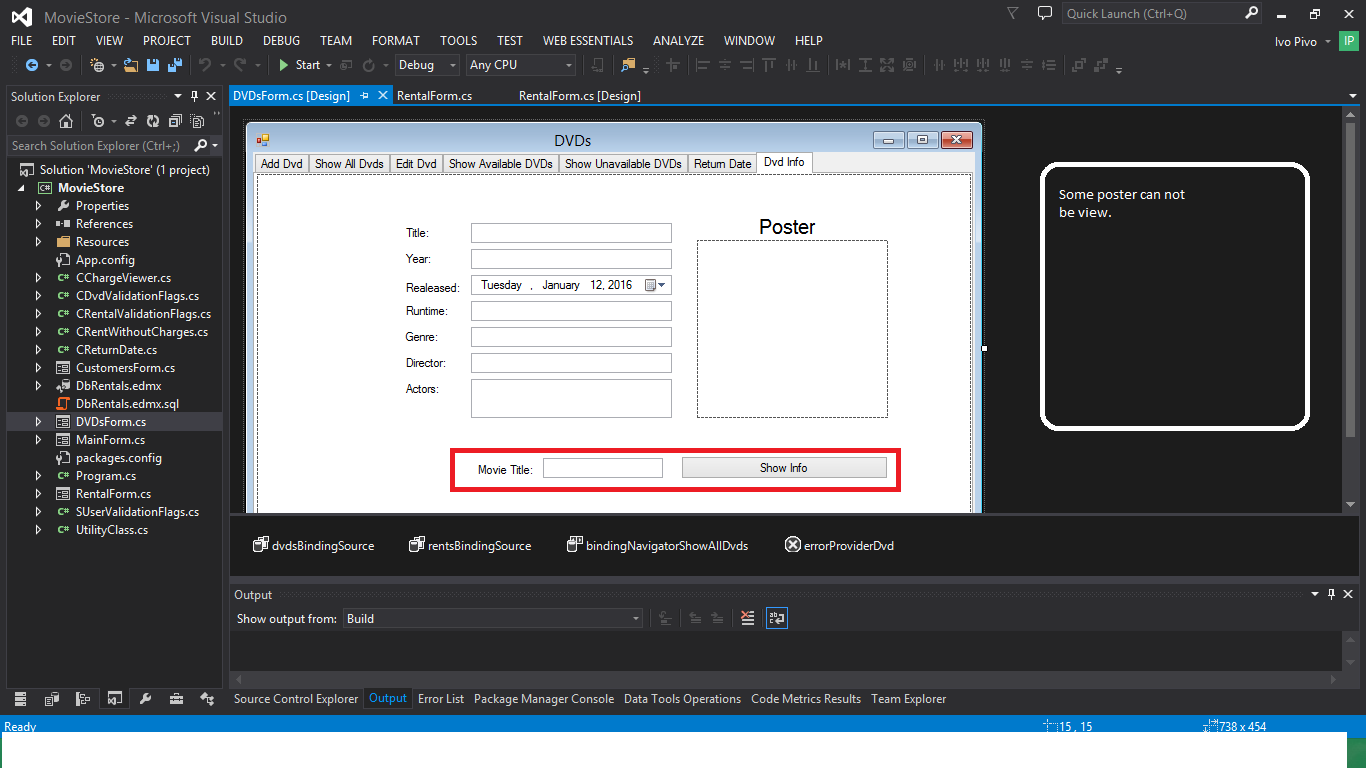 MovieStore - Microsoft Visual Studio
Quick Launch (Ctrl+Q)
FILE EDIT VIEW PROJECT BUILD DEBUG TEAM FORMAT TOOLS TEST WEB ESSENTIALS ANALYZE WINDOW HELP
Ivo Pivo IP
Start Debug Any CPU
Solution Explorer
Search Solution Explorer (Ctrl+;)
Solution 'MovieStore' (1 project)
C# MovieStore
Properties
References
Resources
App.config
C# CChargeViewer.cs
C# CDvdValidationFlags.cs
C# CRentalValidationFlags.cs
C# CRentWithoutCharges.cs
C# CReturnDate.cs
CustomersForm.cs
DbRentals.edmx
DbRentals.edmx.sql
DVDsForm.cs
MainForm.cs
packages.config
C# Program.cs
RentalForm.cs
C# SUserValidationFlags.cs
C# UtilityClass.cs
DVDsForm.cs [Design] RentalForm.cs RentalForm.cs [Design]
DVDs
Add Dvd Show All Dvds Edit Dvd Show Available DVDs Show Unavailable DVDs Return Date Dvd Info
Title:
Year:
Realeased: Tuesday , January 12, 2016
Runtime:
Genre:
Director:
Actors:
Poster
Movie Title: Show Info
Some poster can not
be view.
dvdsBindingSource rentsBindingSource bindingNavigatorShowAllDvds errorProviderDvd
Output
Show output from: Build
Source Control Explorer Output Error List Package Manager Console Data Tools Operations Code Metrics Results Team Explorer
Ready 15 , 15 738 x 454